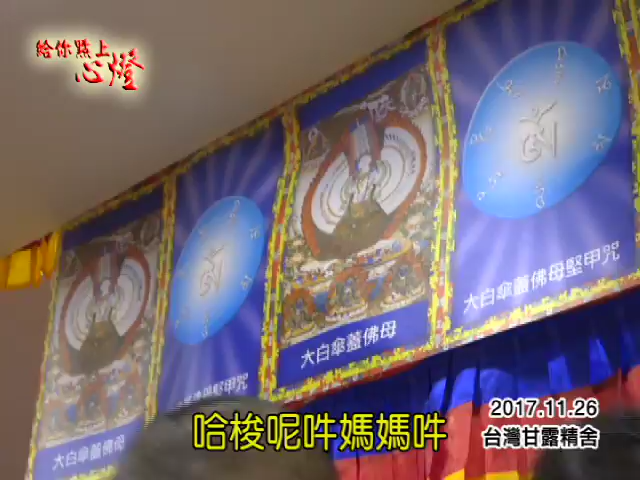 給你點上
心燈
大白傘蓋佛母堅甲咒
大白傘蓋佛母
大白傘蓋佛母
2017.11.26
台灣甘露精舍
哈梭呢吽媽媽吽